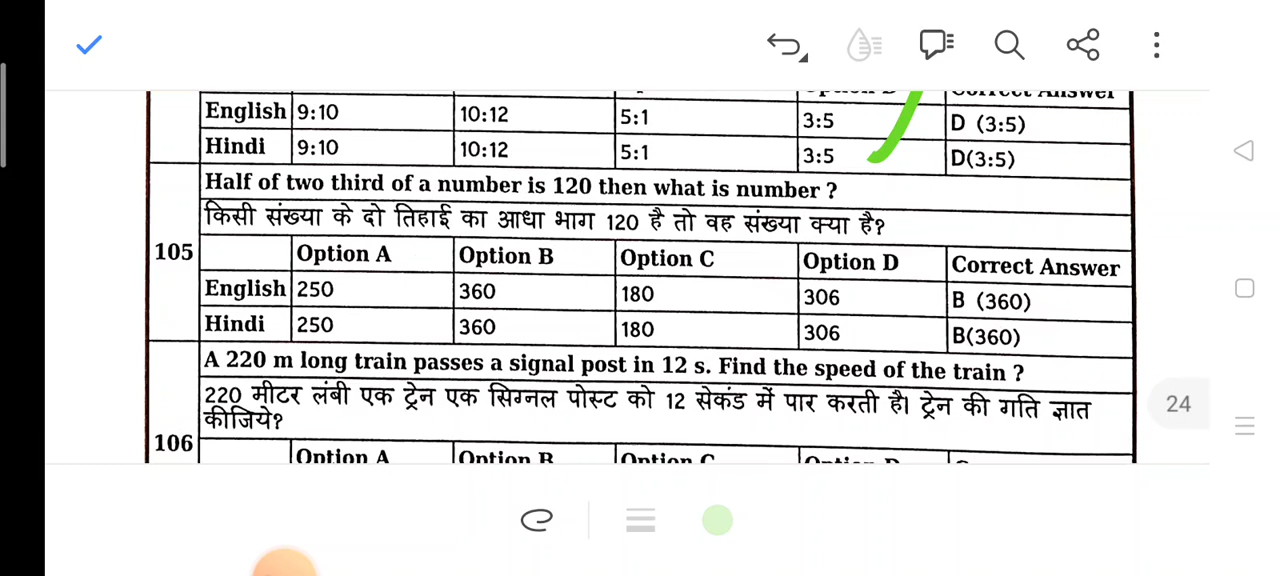 English 9:10 10:12 5:1 3:5 D (3:5)
Hindi 9:10 10:12 5:1 3:5 D(3:5)
105
Half of two third of a number is 120 then what is number ?
किसी संख्या के दो तिहाई का आधा भाग 120 है तो वह संख्या क्या है?
Option A Option B Option C Option D Correct Answer
English 250 360 180 306 B (360)
Hindi 250 360 180 306 B(360)
106
A 220 m long train passes a signal post in 12 s. Find the speed of the train ?
220 मीटर लंबी एक ट्रेन एक सिग्नल पोस्ट को 12 सेकंड में पार करती है। ट्रेन की गति ज्ञात
कीजिये?
Option A Option B Option C Option D
24